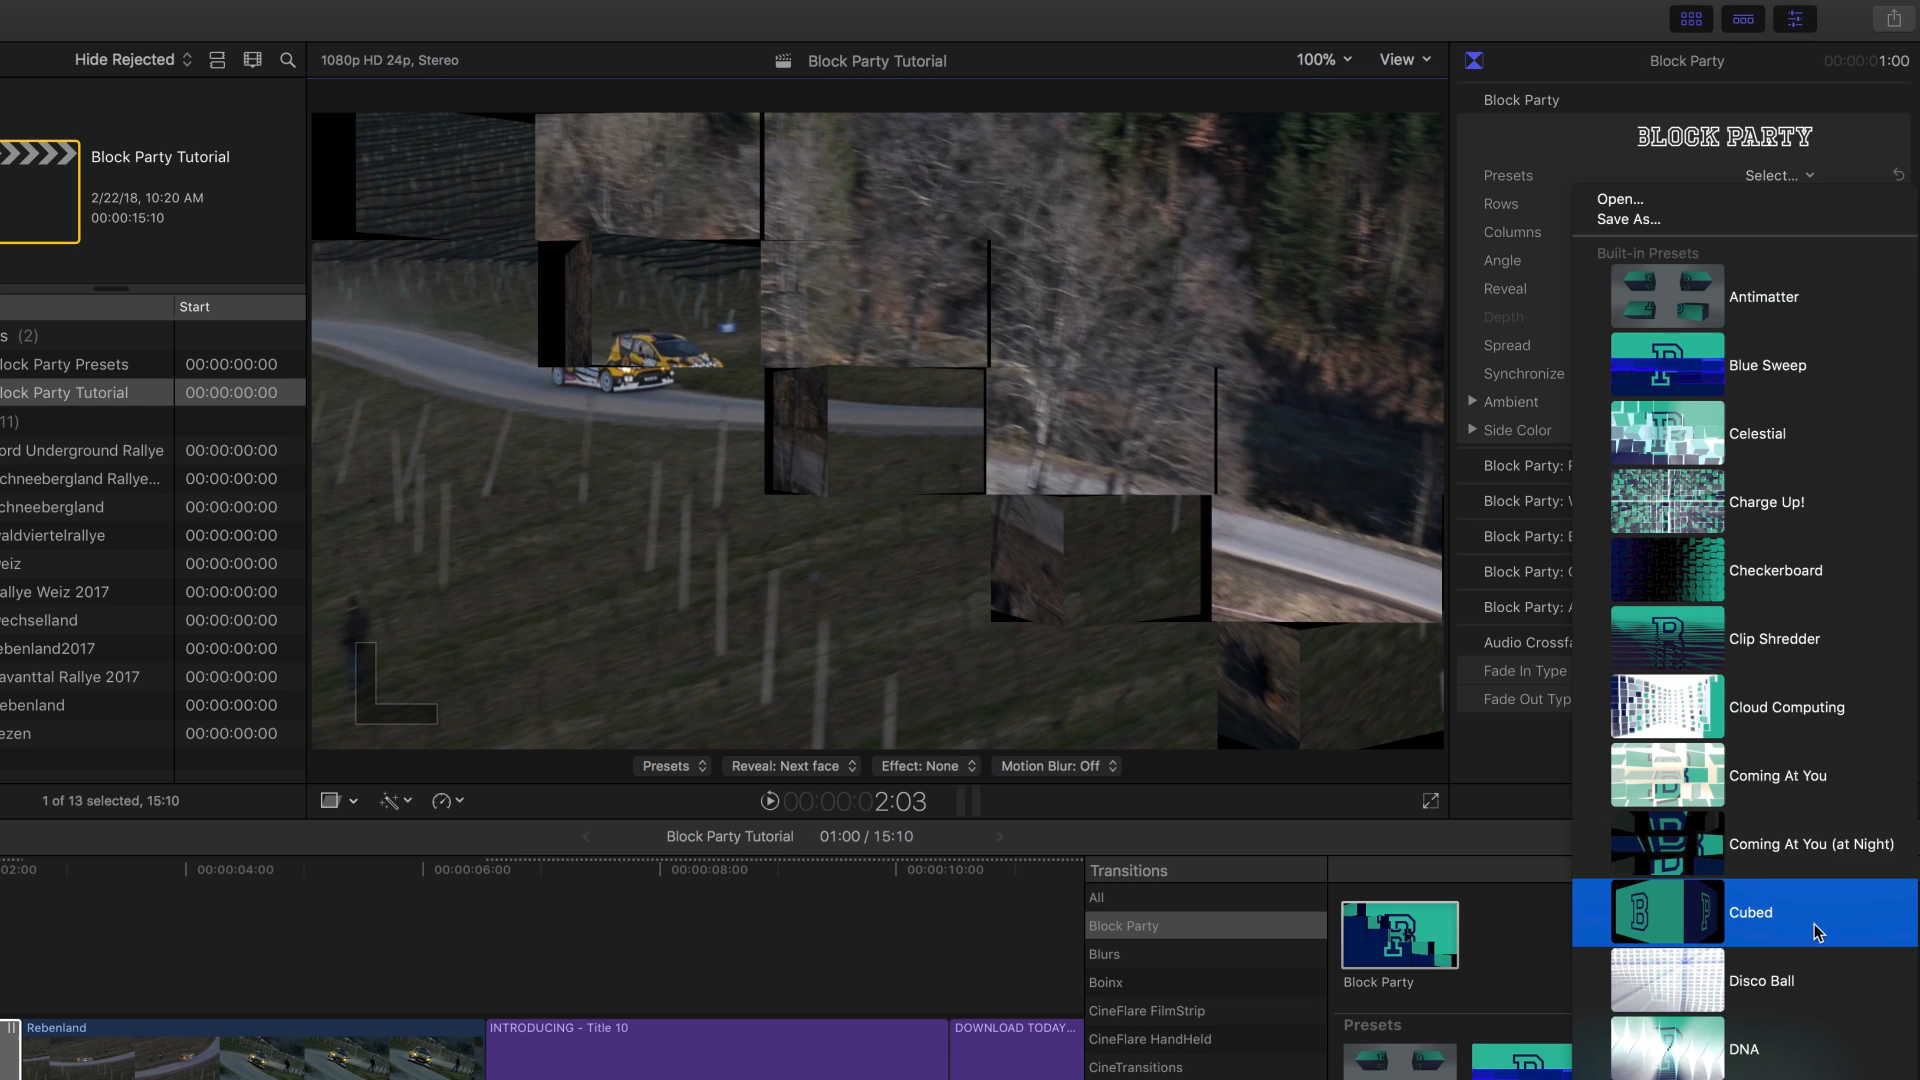 Hide Rejected
1080p HD 24p, Stereo
Block Party Tutorial
100%
View
Block Party
00:00:01:00
Block Party Tutorial
2/22/18, 10:20 AM
00:00:15:10
Start
s (2)
lock Party Presets 00:00:00:00
lock Party Tutorial 00:00:00:00
11)
ord Underground Rallye 00:00:00:00
chneebergland Rallye... 00:00:00:00
chneebergland 00:00:00:00
aldviertelrallye 00:00:00:00
eiz 00:00:00:00
allye Weiz 2017 00:00:00:00
echselland 00:00:00:00
ebenland2017 00:00:00:00
avanttal Rallye 2017 00:00:00:00
ebenland 00:00:00:00
ezen 00:00:00:00
1 of 13 selected, 15:10
Presets
Reveal: Next face
Effect: None
Motion Blur: Off
00:00:02:03
Block Party
BLOCK PARTY
Presets
Select...
Rows
Columns
Angle
Reveal
Depth
Spread
Synchronize
Ambient
Side Color
Block Party:
Block Party:
Block Party:
Block Party:
Block Party:
Audio Crossfa
Fade In Type
Fade Out Typ
Open...
Save As...
Built-in Presets
Antimatter
Blue Sweep
Celestial
Charge Up!
Checkerboard
Clip Shredder
Cloud Computing
Coming At You
Coming At You (at Night)
Cubed
Disco Ball
DNA
Block Party Tutorial 01:00 / 15:10
02:00
00:00:04:00
00:00:06:00
00:00:08:00
00:00:10:00
Rebenland
INTRODUCING - Title 10
DOWNLOAD TODAY...
Transitions
All
Block Party
Blurs
Boinx
CineFlare FilmStrip
CineFlare HandHeld
CineTransitions
Block Party
Presets